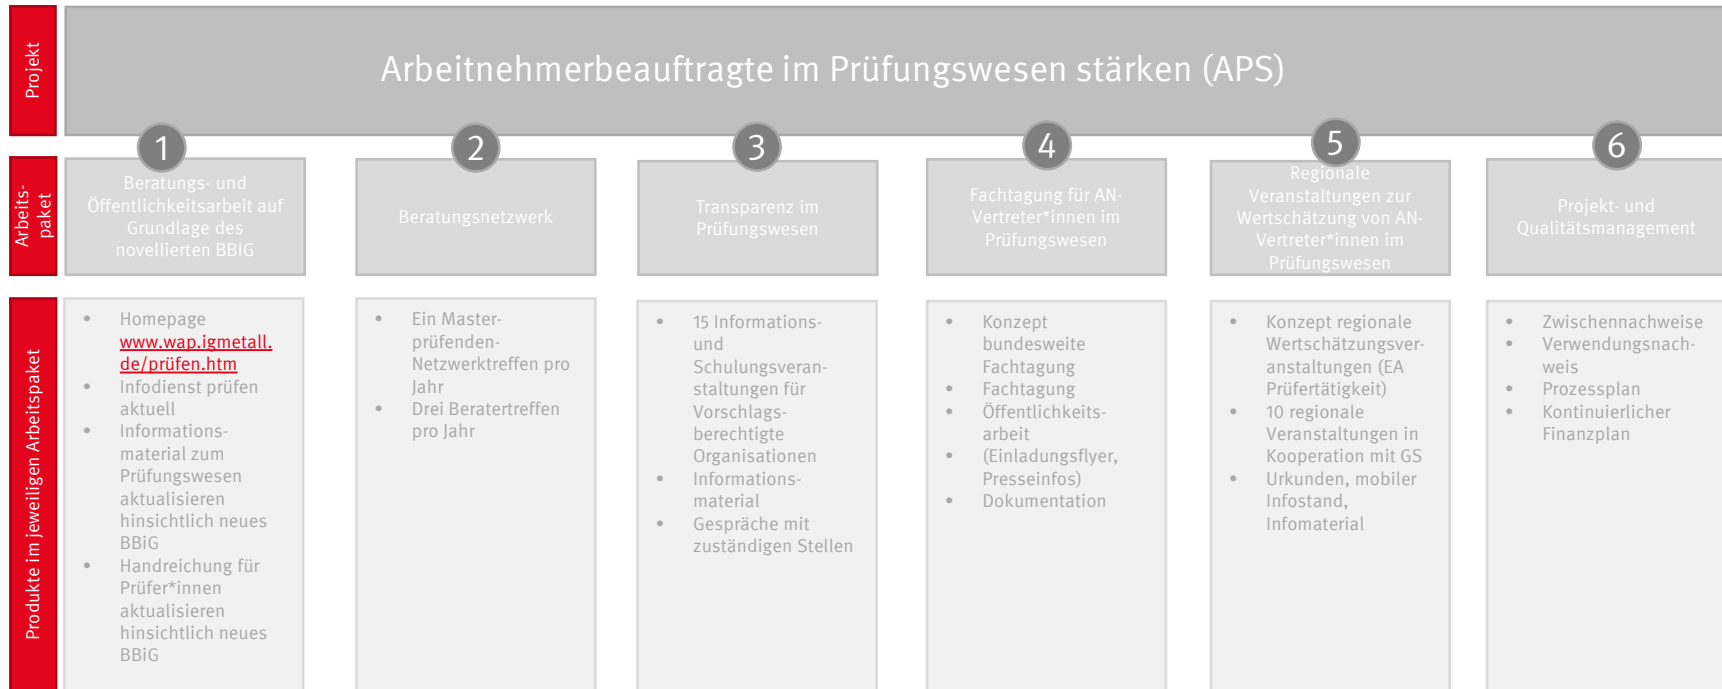 Projekt
Arbeitnehmerbeauftragte im Prüfungswesen stärken (APS)
Arbeits-
paket
1
Beratungs- und
Öffentlichkeitsarbeit auf
Grundlage des
novellierten BBIG
2
Beratungsnetzwerk
3
Transparenz im
Prüfungswesen
4
Fachtagung für AN-
Vertreter*innen im
Prüfungswesen
5
Regionale
Veranstaltungen zur
Wertschätzung von AN-
Vertreter*innen im
Prüfungswesen
6
Projekt- und
Qualitätsmanagement
Produkte im jeweiligen Arbeitspaket
• Homepage
www.wap.igmetall.
de/prüfen.htm
• Infodienst prüfen
aktuell
• Informations-
material zum
Prüfungswesen
aktualisieren
hinsichtlich neues
BBiG
• Handreichung für
Prüfer*innen
aktualisieren
hinsichtlich neues
BBiG
• Ein Master-
prüfenden-
Netzwerktreffen pro
Jahr
• Drei Beratertreffen
pro Jahr
• 15 Informations-
und
Schulungsveran-
staltungen für
Vorschlags-
berechtigte
Organisationen
• Informations-
material
• Gespräche mit
zuständigen Stellen
• Konzept
bundesweite
Fachtagung
• Fachtagung
• Öffentlichkeits-
arbeit
• (Einladungsflyer,
Presseinfos)
• Dokumentation
• Konzept regionale
Wertschätzungsver-
anstaltungen (EA
Prüfertätigkeit)
• 10 regionale
Veranstaltungen in
Kooperation mit GS
• Urkunden, mobiler
Infostand,
Infomaterial
• Zwischennachweise
• Verwendungsnach-
weis
• Prozessplan
• Kontinuierlicher
Finanzplan